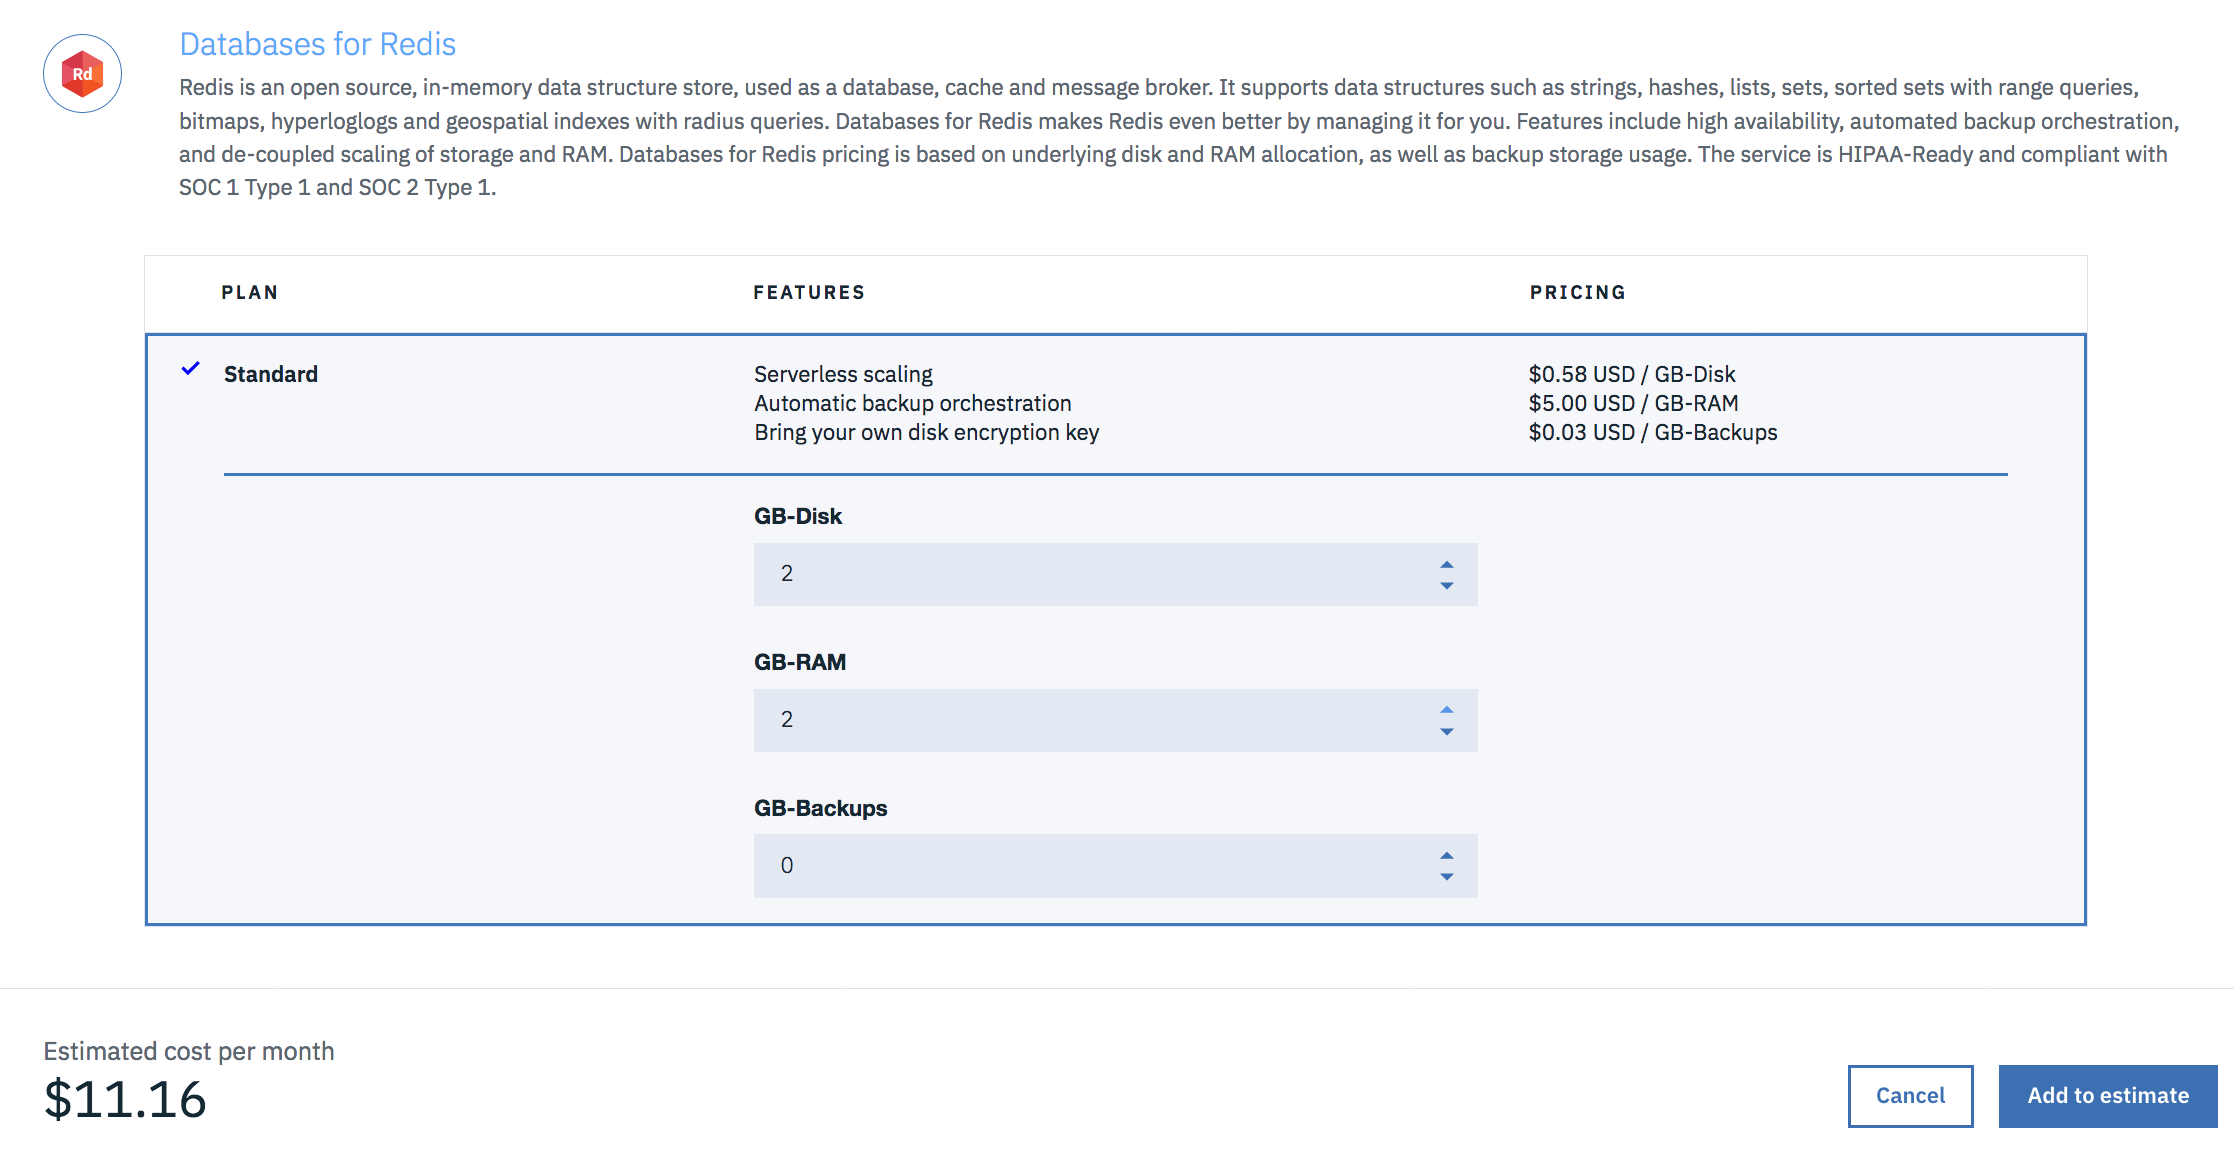 Rd
Databases for Redis
Redis is an open source, in-memory data structure store, used as a database, cache and message broker. It supports data structures such as strings, hashes, lists, sets, sorted sets with range queries,
bitmaps, hyperloglogs and geospatial indexes with radius queries. Databases for Redis makes Redis even better by managing it for you. Features include high availability, automated backup orchestration,
and de-coupled scaling of storage and RAM. Databases for Redis pricing is based on underlying disk and RAM allocation, as well as backup storage usage. The service is HIPAA-Ready and compliant with
SOC 1 Type 1 and SOC 2 Type 1.
PLAN FEATURES PRICING
Standard Serverless scaling $0.58 USD / GB-Disk
Automatic backup orchestration $5.00 USD / GB-RAM
Bring your own disk encryption key $0.03 USD / GB-Backups
GB-Disk
2
GB-RAM
2
GB-Backups
0
Estimated cost per month
$11.16
Cancel Add to estimate